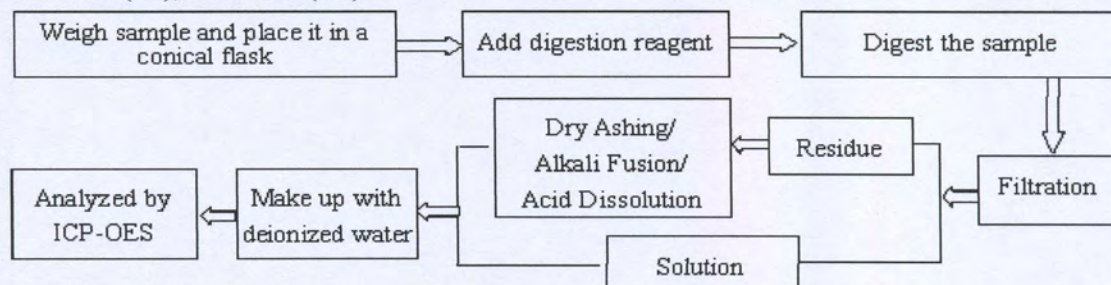 Weigh sample and place it in a
conical flask
Add digestion reagent
Digest the sample
Filtration
Residue
Dry Ashing/
Alkali Fusion/
Acid Dissolution
Solution
Make up with
deionized water
Analyzed by
ICP-OES